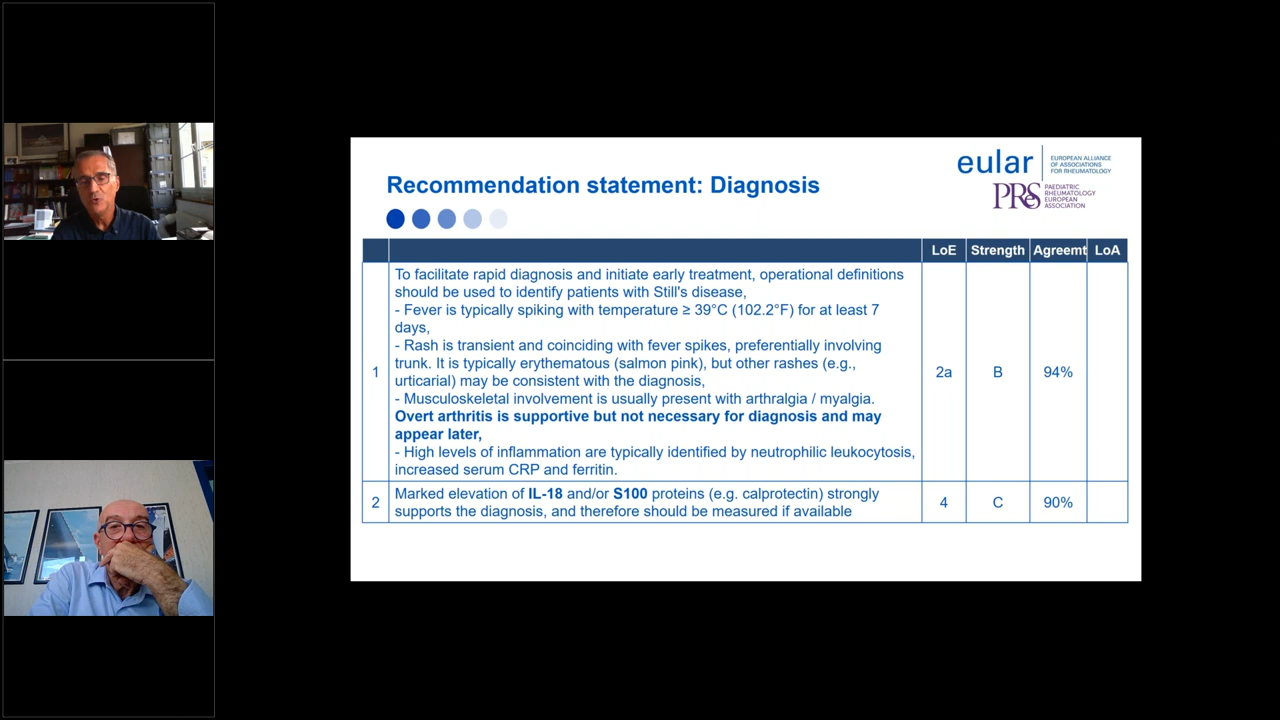 eular
EUROPEAN ALLIANCE
OF ASSOCIATIONS
FOR RHEUMATOLOGY
PReS
PAEDIATRIC
RHEUMATOLOGY
EUROPEAN
ASSOCIATION
Recommendation statement: Diagnosis
LoE Strength Agreemt LoA
1
To facilitate rapid diagnosis and initiate early treatment, operational definitions
should be used to identify patients with Still's disease,
- Fever is typically spiking with temperature ≥ 39°C (102.2°F) for at least 7
days,
- Rash is transient and coinciding with fever spikes, preferentially involving
trunk. It is typically erythematous (salmon pink), but other rashes (e.g.,
urticarial) may be consistent with the diagnosis,
- Musculoskeletal involvement is usually present with arthralgia / myalgia.
Overt arthritis is supportive but not necessary for diagnosis and may
appear later,
- High levels of inflammation are typically identified by neutrophilic leukocytosis,
increased serum CRP and ferritin.
2a B 94%
2
Marked elevation of IL-18 and/or S100 proteins (e.g. calprotectin) strongly
supports the diagnosis, and therefore should be measured if available
4 C 90%